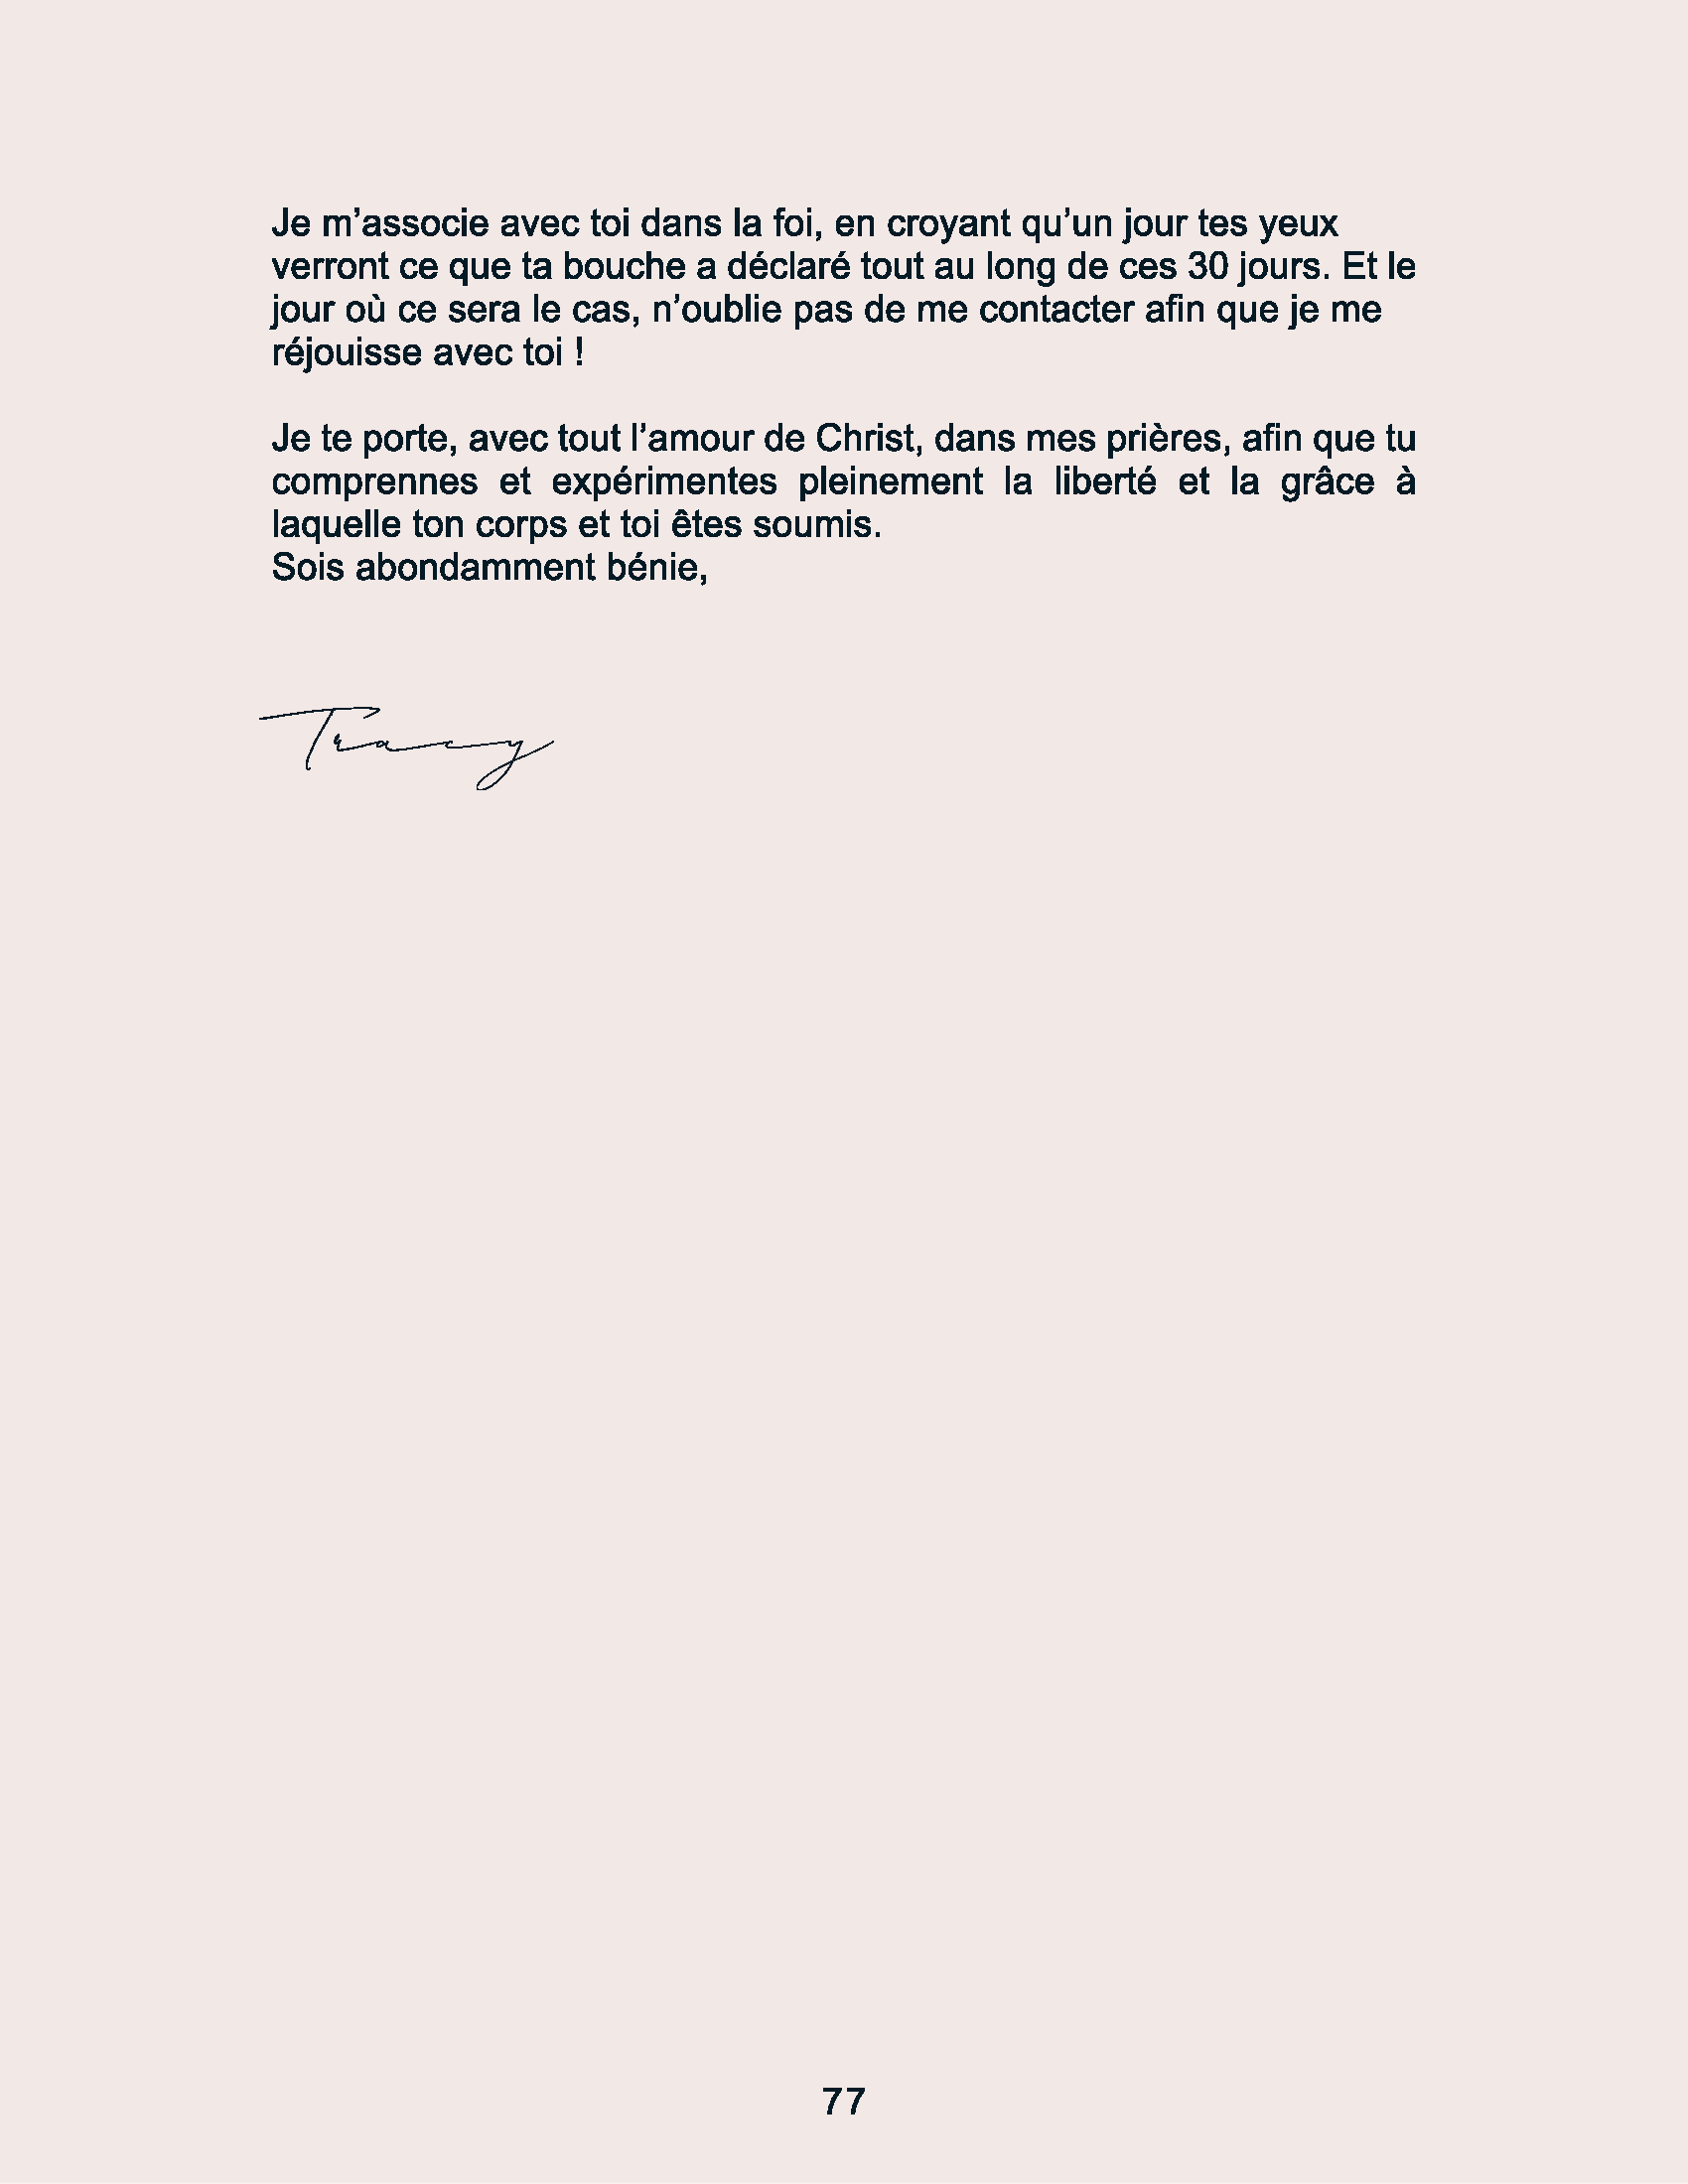 Je m’associe avec toi dans la foi, en croyant qu’un jour tes yeux
verront ce que ta bouche a déclaré tout au long de ces 30 jours. Et le
jour où ce sera le cas, n’oublie pas de me contacter afin que je me
réjouisse avec toi !
Je te porte, avec tout l’amour de Christ, dans mes prières, afin que tu
comprennes et expérimentes pleinement la liberté et la grâce à
laquelle ton corps et toi êtes soumis.
Sois abondamment bénie,
Tracy
77